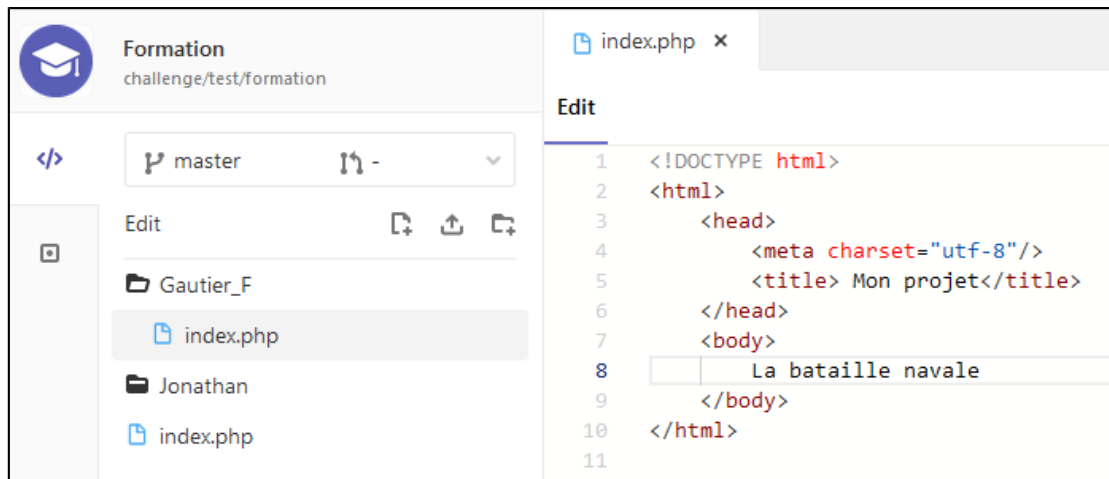 Formation
challenge/test/formation
master -
Edit
Gautier_F
index.php
Jonathan
index.php
index.php ×
Edit
1 <!DOCTYPE html>
2 <html>
3 <head>
4 <meta charset="utf-8"/>
5 <title> Mon projet</title>
6 </head>
7 <body>
8 La bataille navale
9 </body>
10 </html>
11